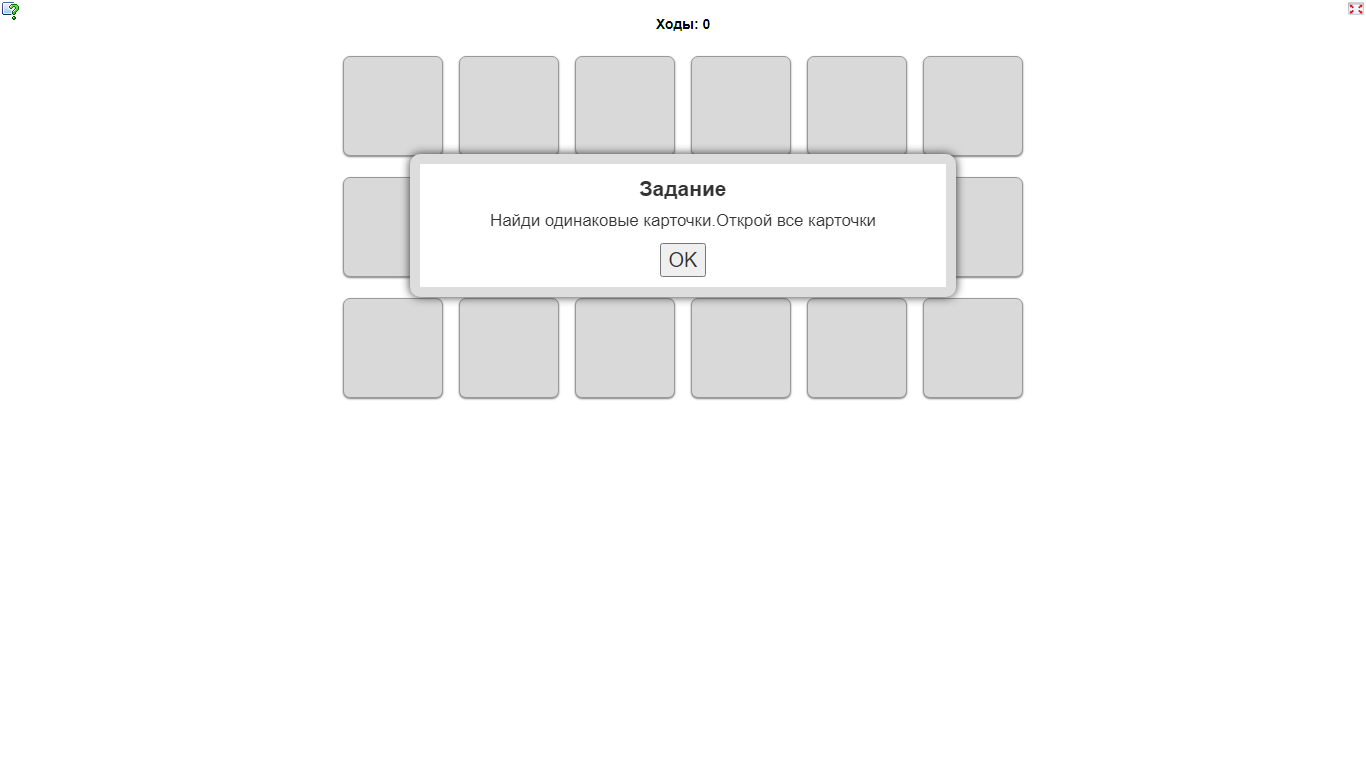 Ходы: 0
Задание
Найди одинаковые карточки.Открой все карточки
OK